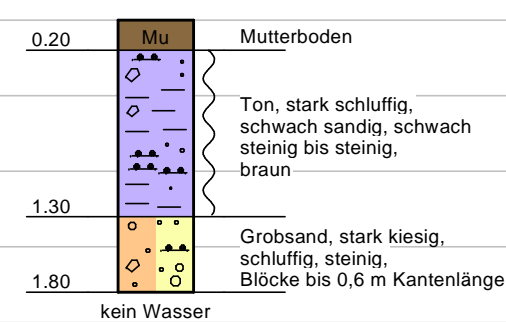 Mu
Mutterboden
0.20
Ton, stark schluffig,
schwach sandig, schwach
steinig bis steinig,
braun
1.30
Grobsand, stark kiesig,
schluffig, steinig,
Blöcke bis 0,6 m Kantenlänge
1.80
kein Wasser